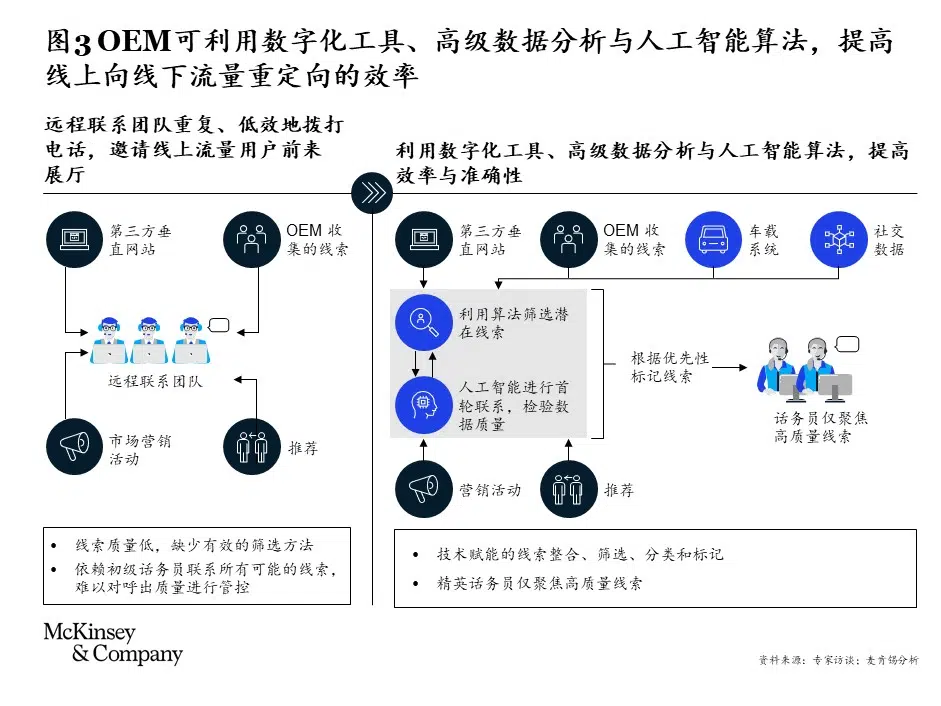 图3 OEM可利用数字化工具、高级数据分析与人工智能算法，提高
线上向线下流量重定向的效率
远程联系团队重复、低效地拨打
电话，邀请线上流量用户前来
展厅
第三方垂
直网站
OEM 收
集的线索
远程联系团队
市场营销
活动
推荐
• 线索质量低，缺少有效的筛选方法
• 依赖初级话务员联系所有可能的线索，
难以对呼出质量进行管控
利用数字化工具、高级数据分析与人工智能算法，提高
效率与准确性
第三方垂
直网站
OEM 收
集的线索
车载
系统
社交
数据
利用算法筛选潜
在线索
人工智能进行首
轮联系，检验数
据质量
根据优先性
标记线索
话务员仅聚焦
高质量线索
营销活动
推荐
• 技术赋能的线索整合、筛选、分类和标记
• 精英话务员仅聚焦高质量线索
McKinsey
& Company
资料来源：专家访谈；麦肯锡分析